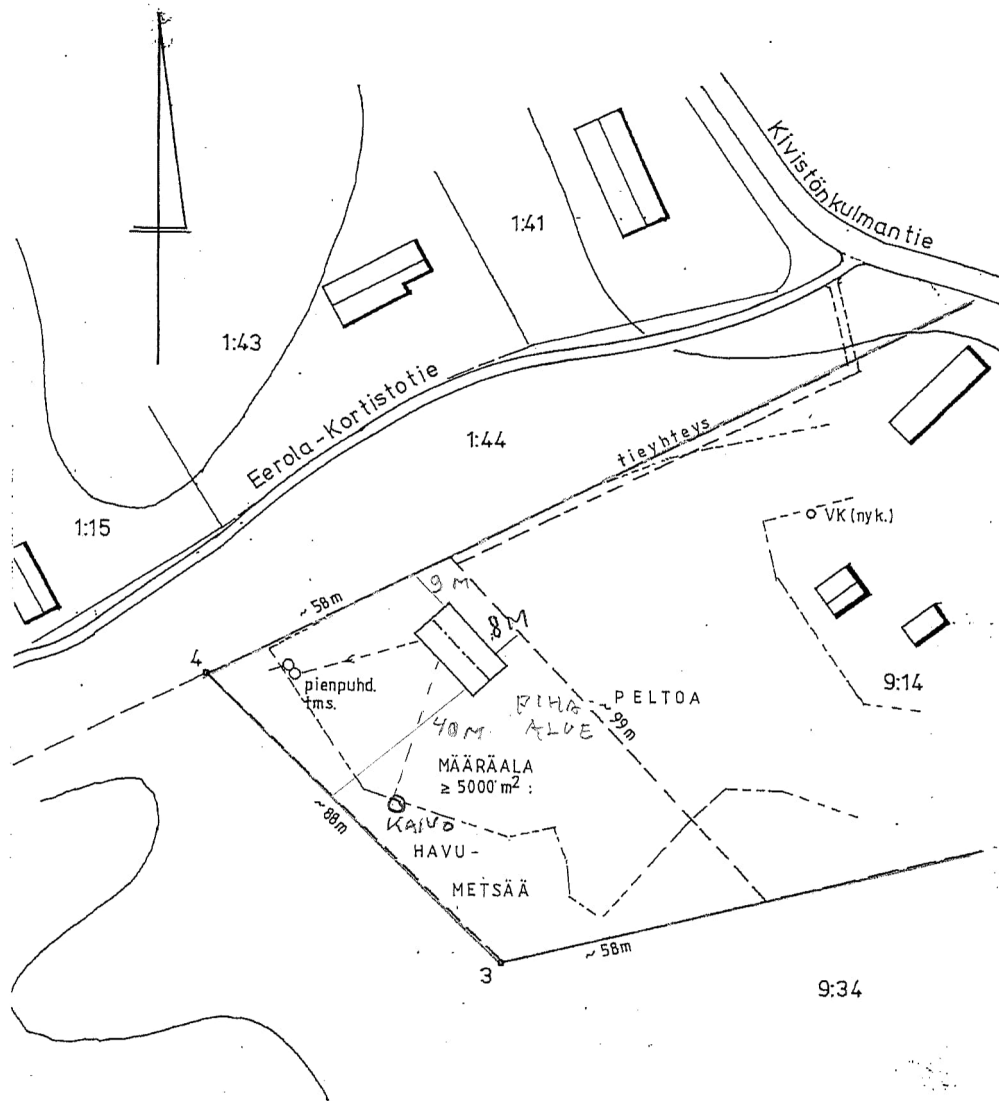 Kivistönkulmantie
1:41
1:43
Eerola-Kortistotie
1:44
tieyhteys
1:15
VK (nyk.)
9 M
~ 58m
8 M
4
pienpuhd.
tms.
9:14
PELTOA
PIHA
ALUE
~ 99m
40 M
MÄÄRÄALA
≥ 5000 m² :
~ 88m
KAIVO
HAVU-
METSÄÄ
~ 58m
3
9:34